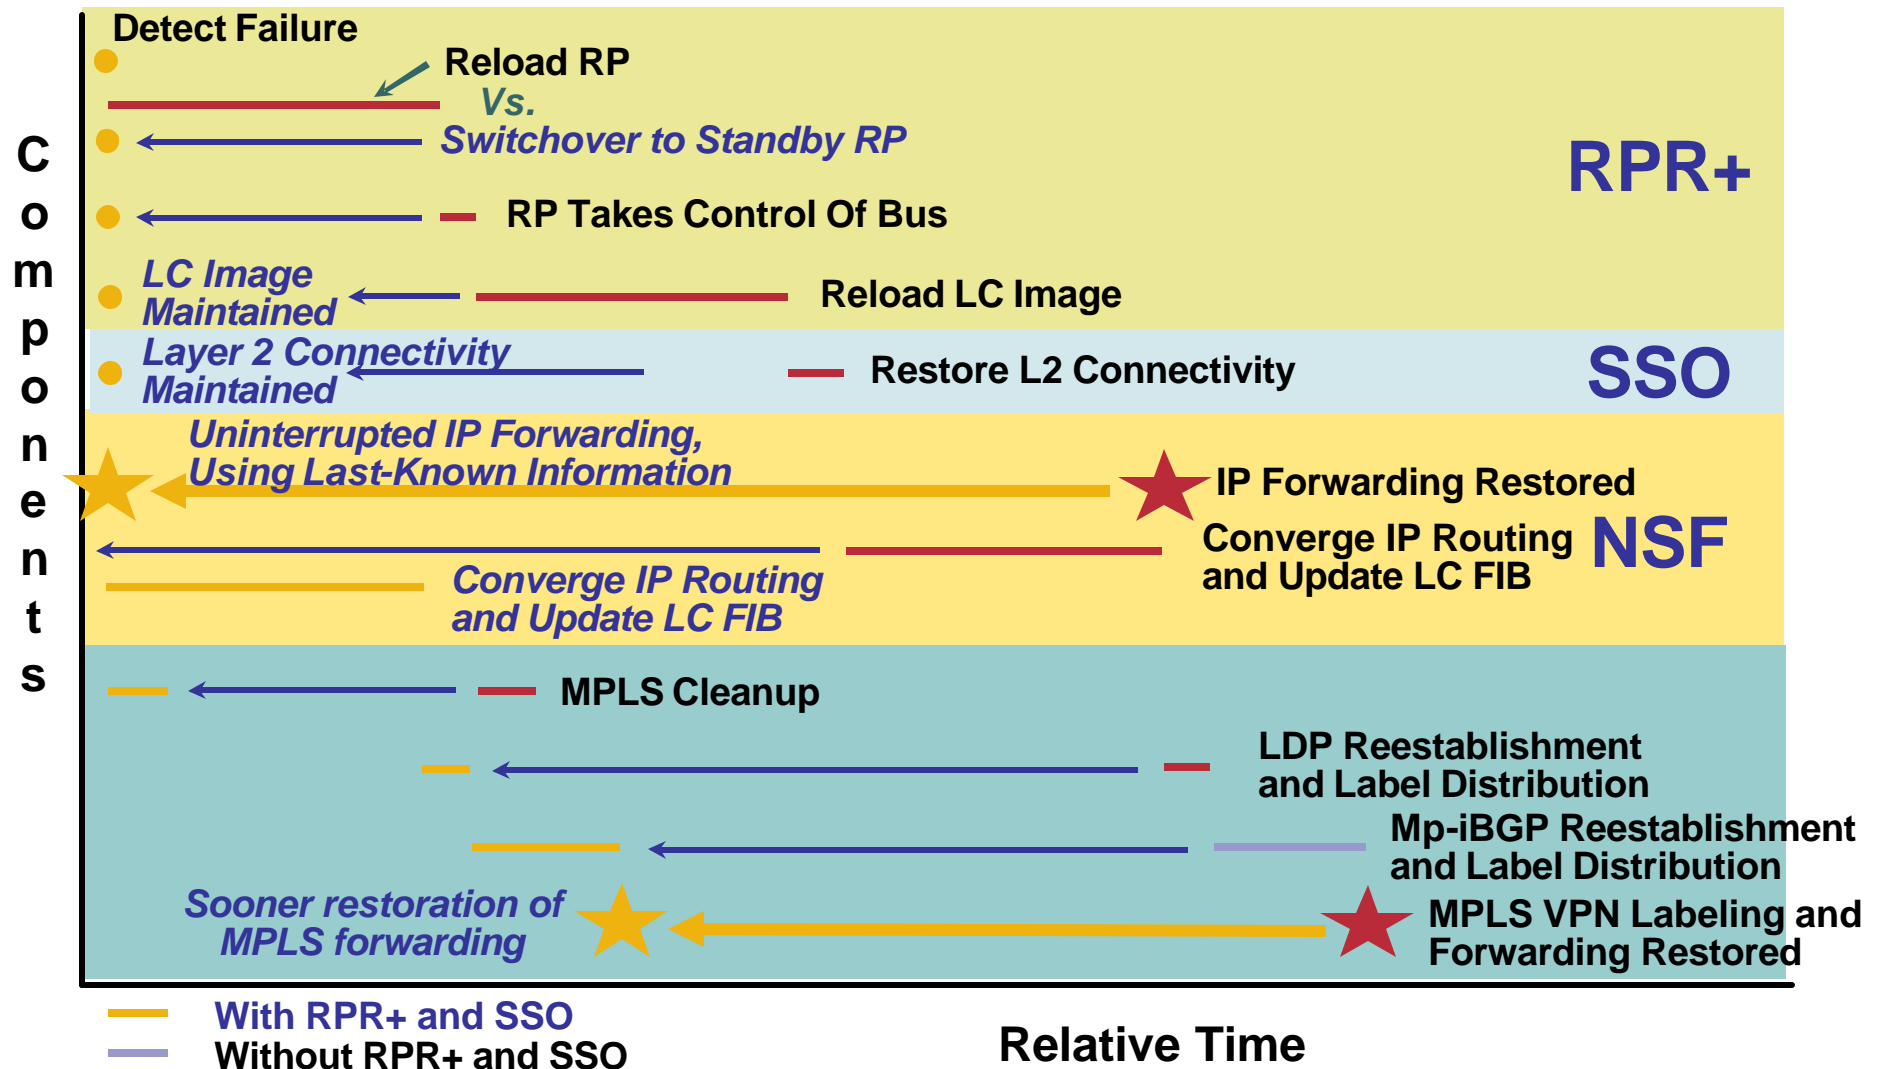 Components
Detect Failure
Reload RP
Vs.
Switchover to Standby RP
RPR+
RP Takes Control Of Bus
LC Image
Maintained
Reload LC Image
Layer 2 Connectivity
Maintained
Restore L2 Connectivity
SSO
Uninterrupted IP Forwarding,
Using Last-Known Information
IP Forwarding Restored
Converge IP Routing
and Update LC FIB
NSF
Converge IP Routing
and Update LC FIB
MPLS Cleanup
LDP Reestablishment
and Label Distribution
Mp-iBGP Reestablishment
and Label Distribution
Sooner restoration of
MPLS forwarding
MPLS VPN Labeling and
Forwarding Restored
With RPR+ and SSO
Without RPR+ and SSO
Relative Time